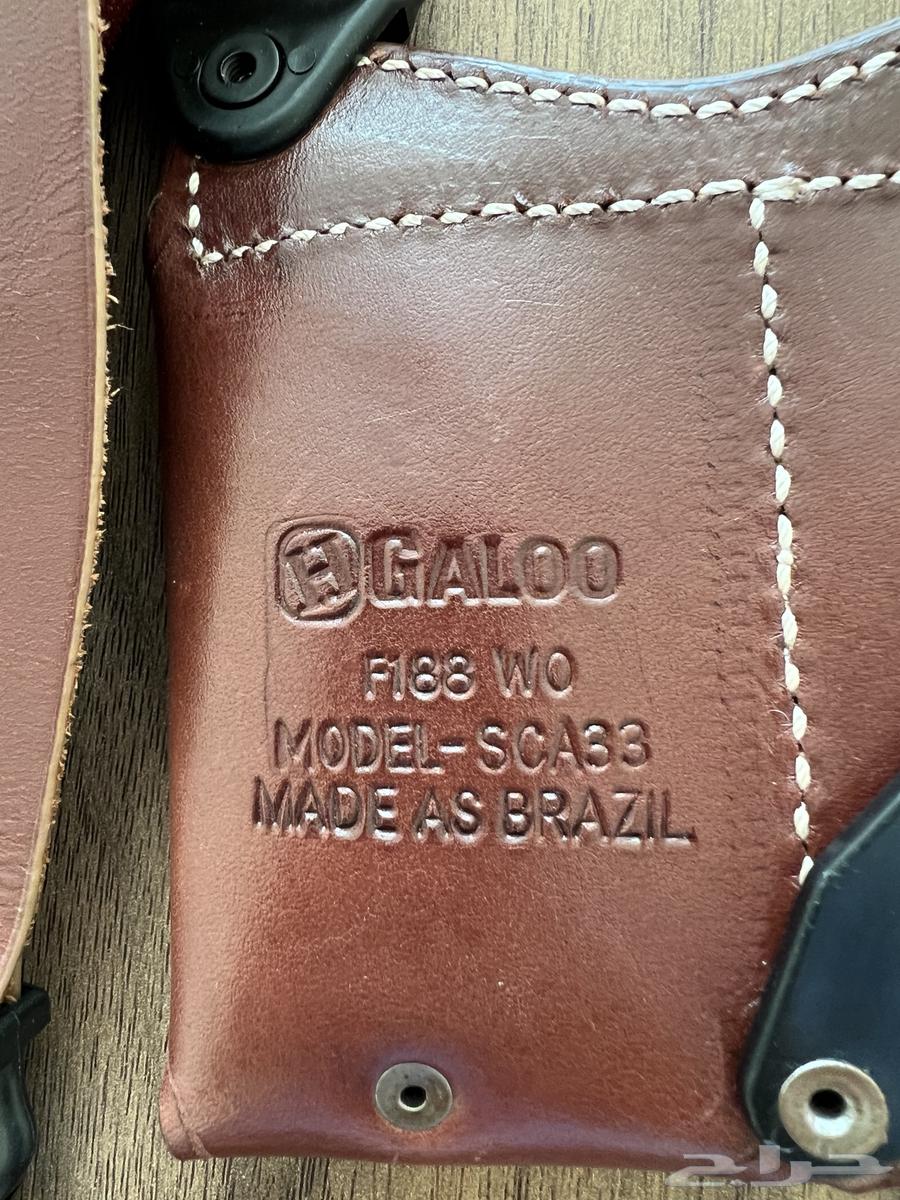 H GALOO
F188 WO
MODEL-SCA33
MADE AS BRAZIL
حراج